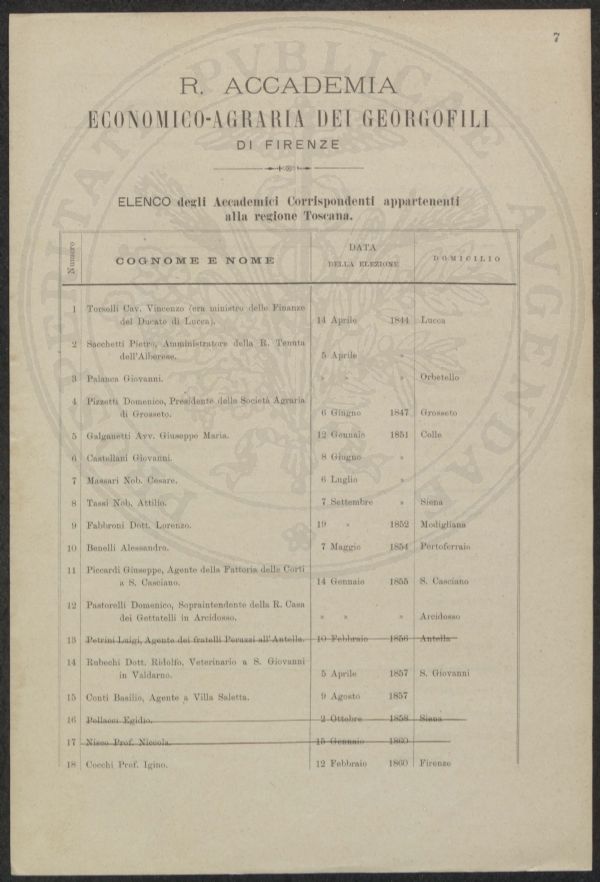 7
R. ACCADEMIA
ECONOMICO-AGRARIA DEI GEORGOFILI
DI FIRENZE
ELENCO degli Accademici Corrispondenti appartenenti
alla regione Toscana.
Numero COGNOME E NOME DATA DELLA ELEZIONE DOMICILIO
1 Torselli Cav. Vincenzo (era ministro delle Finanze
del Ducato di Lucca). 14 Aprile 1844 Lucca
2 Sacchetti Pietro, Amministratore della R. Tenuta
dell'Alberese. 5 Aprile »
3 Palanca Giovanni. » » » Orbetello
4 Pizzetti Domenico, Presidente della Società Agraria
di Grosseto. 6 Giugno 1847 Grosseto
5 Galganetti Avv. Giuseppe Maria. 12 Gennaio 1851 Colle
6 Castellani Giovanni. 8 Giugno »
7 Massari Nob. Cesare. 6 Luglio »
8 Tassi Nob. Attilio. 7 Settembre » Siena
9 Fabbroni Dott. Lorenzo. 19 » 1852 Modigliana
10 Benelli Alessandro. 7 Maggio 1854 Portoferraio
11 Piccardi Giuseppe, Agente della Fattoria delle Corti
a S. Casciano. 14 Gennaio 1855 S. Casciano
12 Pastorelli Domenico, Sopraintendente della R. Casa
dei Gettatelli in Arcidosso. » » » Arcidosso
13 Petrini Luigi, Agente dei fratelli Peruzzi all'Antella. 10 Febbraio 1856 Antella
14 Rubechi Dott. Ridolfo, Veterinario a S. Giovanni
in Valdarno. 5 Aprile 1857 S. Giovanni
15 Conti Basilio, Agente a Villa Saletta. 9 Agosto 1857
16 Pollacci Egidio. 2 Ottobre 1858 Siena
17 Nisco Prof. Niccola. 15 Gennaio 1860
18 Cocchi Prof. Igino. 12 Febbraio 1860 Firenze